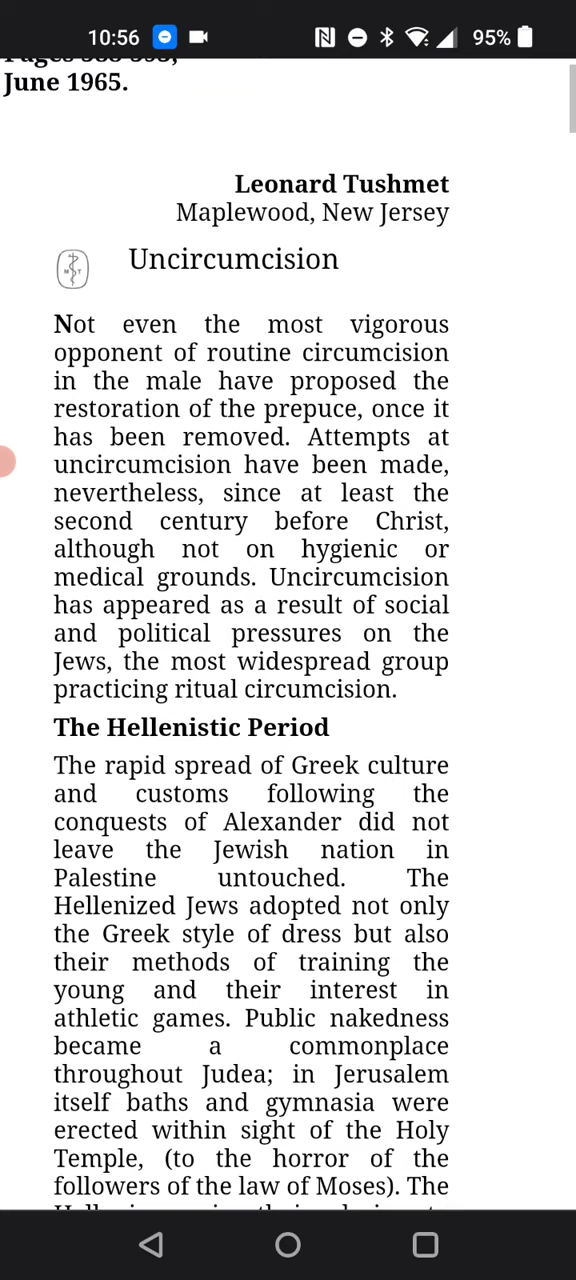 10:56
95%
June 1965.
Leonard Tushmet
Maplewood, New Jersey
Uncircumcision
Not even the most vigorous
opponent of routine circumcision
in the male have proposed the
restoration of the prepuce, once it
has been removed. Attempts at
uncircumcision have been made,
nevertheless, since at least the
second century before Christ,
although not on hygienic or
medical grounds. Uncircumcision
has appeared as a result of social
and political pressures on the
Jews, the most widespread group
practicing ritual circumcision.
The Hellenistic Period
The rapid spread of Greek culture
and customs following the
conquests of Alexander did not
leave the Jewish nation in
Palestine untouched. The
Hellenized Jews adopted not only
the Greek style of dress but also
their methods of training the
young and their interest in
athletic games. Public nakedness
became a commonplace
throughout Judea; in Jerusalem
itself baths and gymnasia were
erected within sight of the Holy
Temple, (to the horror of the
followers of the law of Moses). The